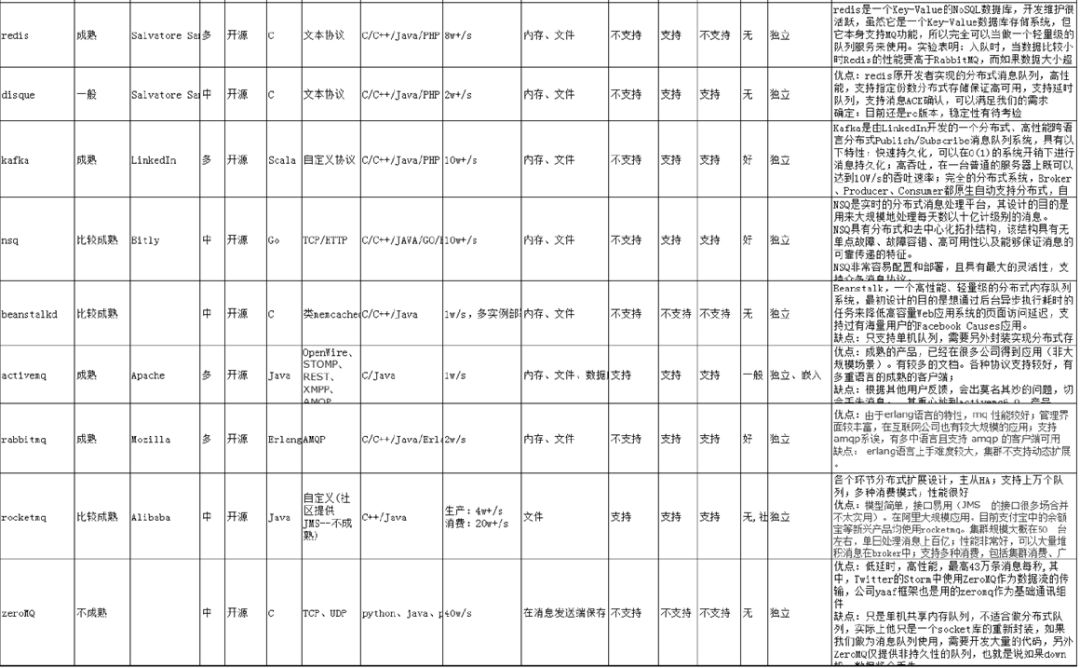 redis
成熟
Salvatore Sa
多
开源
C
文本协议
C/C++/Java/PHP
8w+/s
内存、文件
不支持
支持
不支持
无
独立
redis是一个Key-Value的NoSQL数据库，开发维护很
活跃，虽然它是一个Key-Value数据库存储系统，但
它本身支持MQ功能，所以完全可以当做一个轻量级的
队列服务来使用。实验表明：入队时，当数据比较小
时Redis的性能要高于RabbitMQ，而如果数据大小超
disque
一般
Salvatore Sa
中
开源
C
文本协议
C/C++/Java/PHP
2w+/s
内存、文件
不支持
支持
支持
无
独立
优点：redis原开发者实现的分布式消息队列，高性
能，支持指定份数分布式存储保证高可用，支持延时
队列，支持消息ACK确认，可以满足我们的需求
确定：目前还是rc版本，稳定性有待考验
kafka
成熟
LinkedIn
多
开源
Scala
自定义协议
C/C++/Java/PHP
10w+/s
内存、文件
不支持
支持
支持
好
独立
Kafka是由LinkedIn开发的一个分布式、高性能跨语
言分布式Publish/Subscribe消息队列系统，具有以
下特性：快速持久化，可以在O(1)的系统开销下进行
消息持久化；高吞吐，在一台普通的服务器上既可以
达到10W/s的吞吐速率；完全的分布式系统，Broker
、Producer、Consumer都原生自动支持分布式，自
nsq
比较成熟
Bitly
中
开源
Go
TCP/HTTP
C/C++/JAVA/GO/
10w+/s
内存、文件
不支持
支持
支持
好
独立
NSQ是实时的分布式消息处理平台，其设计的目的是
用来大规模地处理每天数以十亿计级别的消息。
NSQ具有分布式和去中心化拓扑结构，该结构具有无
单点故障、故障容错、高可用性以及能够保证消息的
可靠传递的特征。
NSQ非常容易配置和部署，且具有最大的灵活性，支
持众多消息协议。
beanstalkd
比较成熟
中
开源
C
类memcache
C/C++/Java
1w/s，多实例部
内存、文件
不支持
不支持
不支持
无
独立
Beanstalk，一个高性能、轻量级的分布式内存队列
系统，最初设计的目的是想通过后台异步执行耗时的
任务来降低高容量Web应用系统的页面访问延迟，支
持过有海量用户的Facebook Causes应用。
缺点：只支持单机队列，需要另外封装实现分布式存
activemq
成熟
Apache
多
开源
Java
OpenWire、
STOMP、
REST、
XMPP、
AMQP
C/Java
1w/s
内存、文件、数据
支持
支持
支持
一般
独立、嵌入
优点：成熟的产品，已经在很多公司得到应用（非大
规模场景）。有较多的文档。各种协议支持较好，有
多重语言的成熟的客户端；
缺点：根据其他用户反馈，会出莫名其妙的问题，切
rabbitmq
成熟
Mozilla
多
开源
Erlang
AMQP
C/C++/Java/Erl
2w/s
内存、文件
不支持
支持
支持
好
独立
优点：由于erlang语言的特性，mq 性能较好；管理界
面较丰富，在互联网公司也有较大规模的应用；支持
amqp系诶，有多中语言且支持 amqp 的客户端可用
缺点： erlang语言上手难度较大，集群不支持动态扩展
。
rocketmq
比较成熟
Alibaba
中
开源
Java
自定义(社
区提供
JMS--不成
熟)
C++/Java
生产：4w+/s
消费：20w+/s
文件
支持
支持
支持
无,社
独立
各个环节分布式扩展设计，主从HA；支持上万个队
列；多种消费模式，性能很好
优点：模型简单，接口易用（JMS 的接口很多场合并
不太实用）。在阿里大规模应用。目前支付宝中的余额
宝等新兴产品均使用rocketmq。集群规模大概在50 台
左右，单日处理消息上百亿；性能非常好，可以大量堆
积消息在broker中；支持多种消费，包括集群消费、广
zeroMQ
不成熟
中
开源
C
TCP、UDP
python、java、p
40w/s
在消息发送端保存
不支持
不支持
不支持
无
独立
优点：低延时，高性能，最高43万条消息每秒,其
中，Twitter的Storm中使用ZeroMQ作为数据流的传
输，公司yaaf框架也是用的zeromq作为基础通讯组
件
缺点：只是单机共享内存队列，不适合做分布式队
列，实际上他只是一个socket库的重新封装，如果
我们做为消息队列使用，需要开发大量的代码，另外
ZeroMQ仅提供非持久性的队列，也就是说如果down